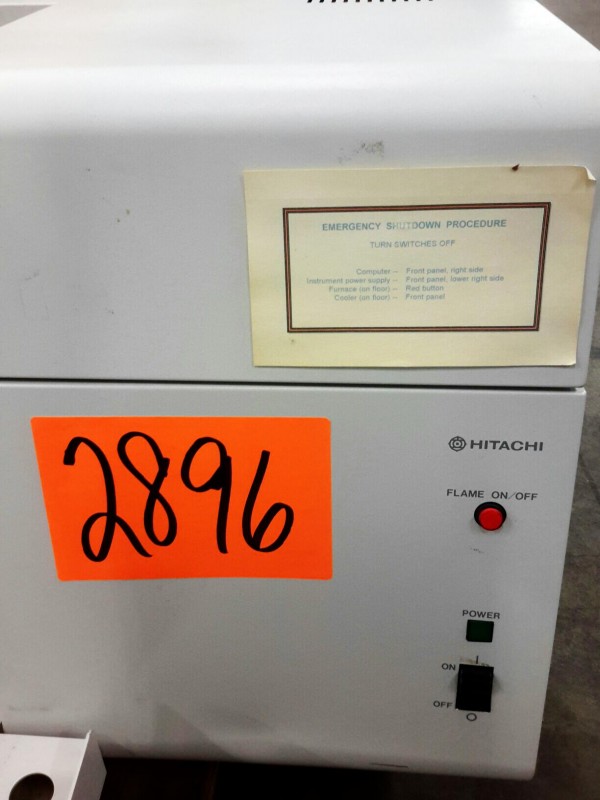 EMERGENCY SHUTDOWN PROCEDURE
TURN SWITCHES OFF
Computer -- Front panel, right side
Instrument power supply -- Front panel, lower right side
Furnace (on floor) -- Red button
Cooler (on floor) -- Front panel
2896
HITACHI
FLAME ON/OFF
POWER
ON
OFF